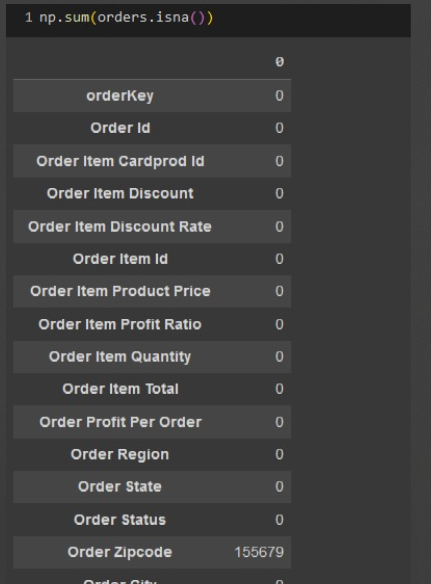 1 np.sum(orders.isna())
0
orderKey 0
Order Id 0
Order Item Cardprod Id 0
Order Item Discount 0
Order Item Discount Rate 0
Order Item Id 0
Order Item Product Price 0
Order Item Profit Ratio 0
Order Item Quantity 0
Order Item Total 0
Order Profit Per Order 0
Order Region 0
Order State 0
Order Status 0
Order Zipcode 155679
Order City 0